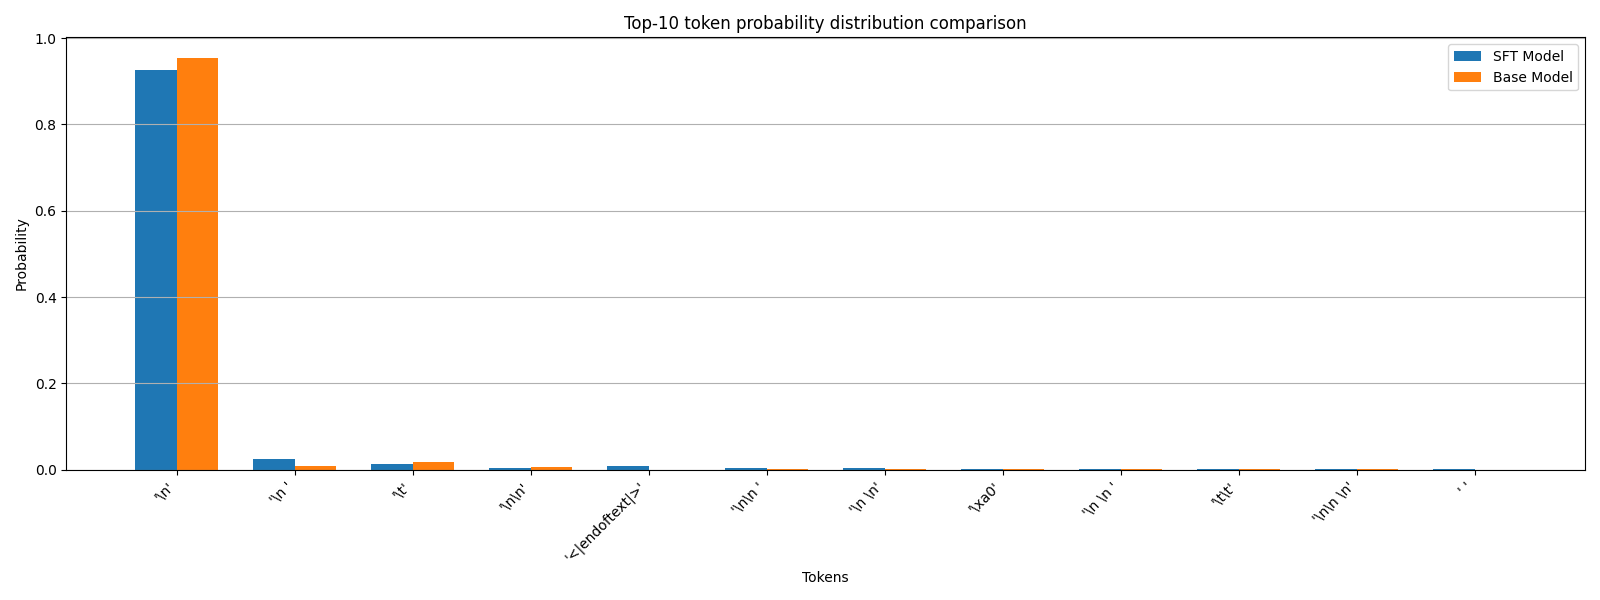 Top-10 token probability distribution comparison
SFT Model
Base Model
Probability
1.0
0.8
0.6
0.4
0.2
0.0
'\n'
'\n '
'\t'
'\n\n'
'<|endoftext|>'
'\n\n '
'\n \n'
'\xa0'
'\n \n '
'\t\t'
'\n\n \n'
' '
Tokens